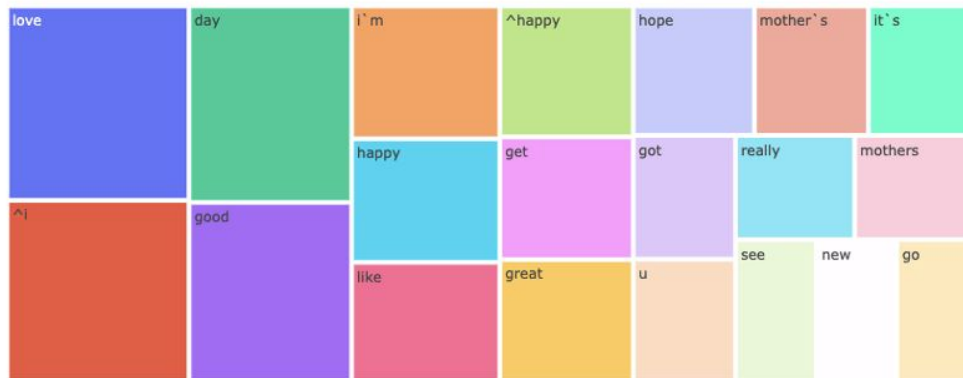 love
day
i`m
^happy
hope
mother`s
it`s
happy
get
got
really
mothers
^i
good
like
great
u
see
new
go